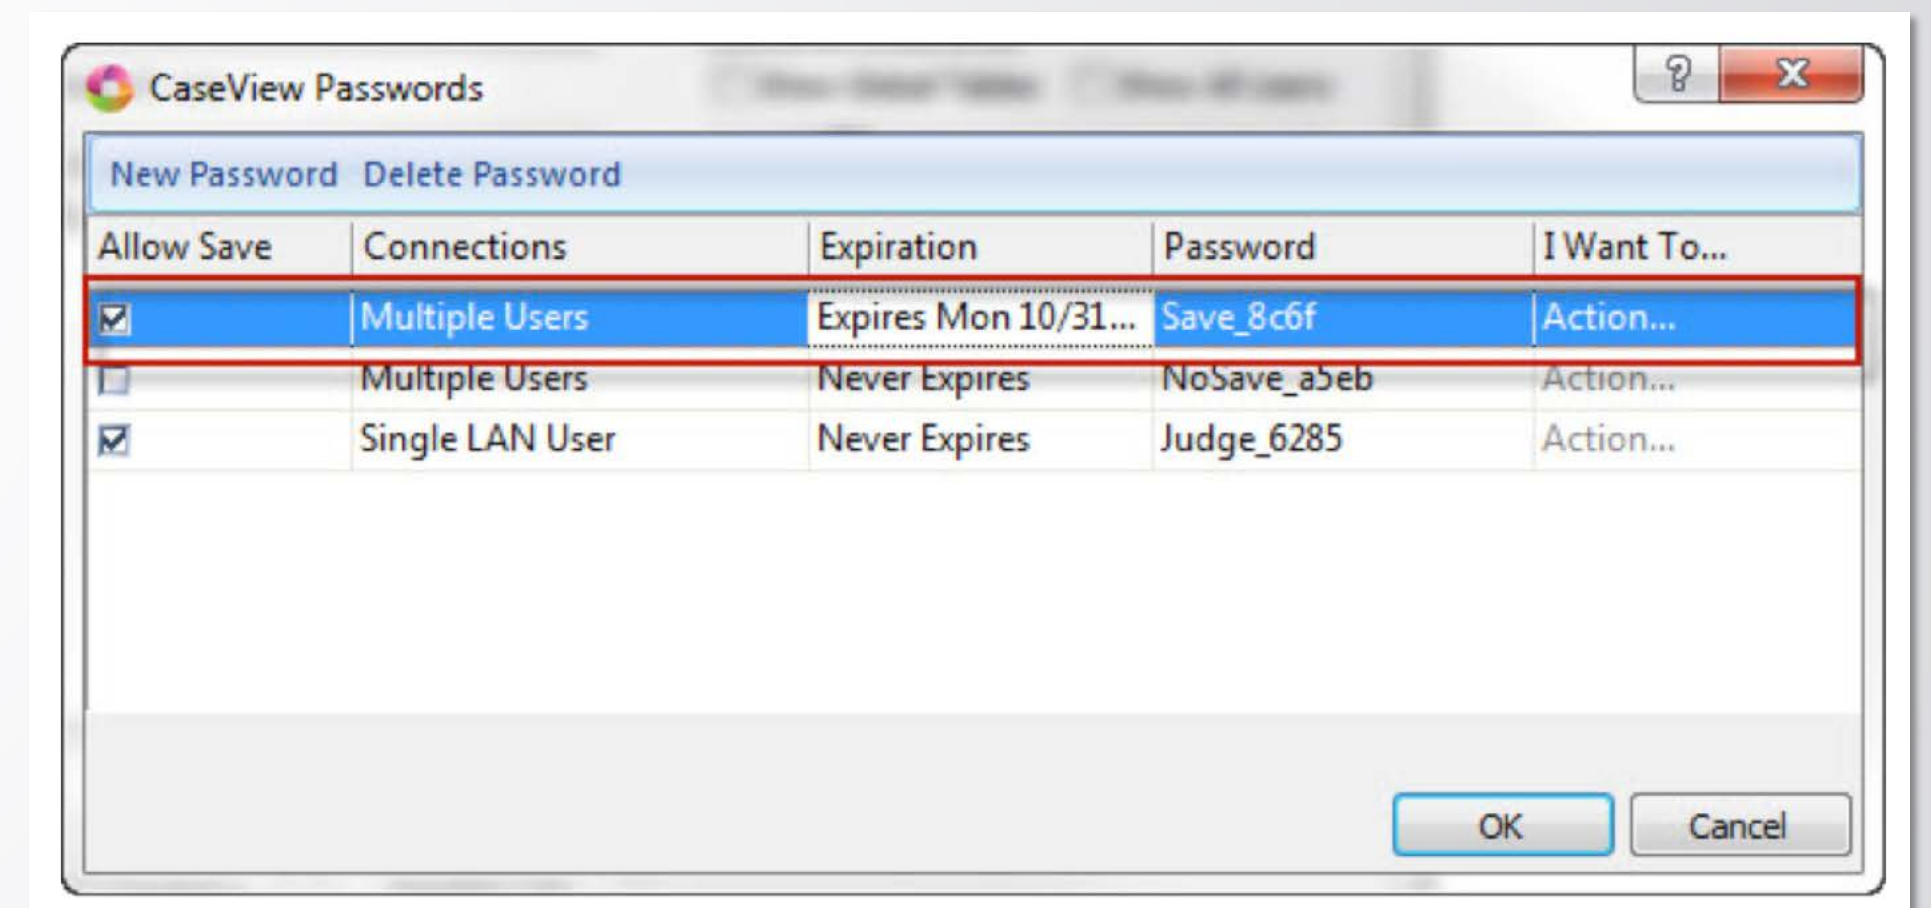 CaseView Passwords
New Password Delete Password
Allow Save Connections Expiration Password I Want To...
Multiple Users Expires Mon 10/31... Save_8c6f Action...
Multiple Users Never Expires NoSave_a5eb Action...
Single LAN User Never Expires Judge_6285 Action...
OK Cancel